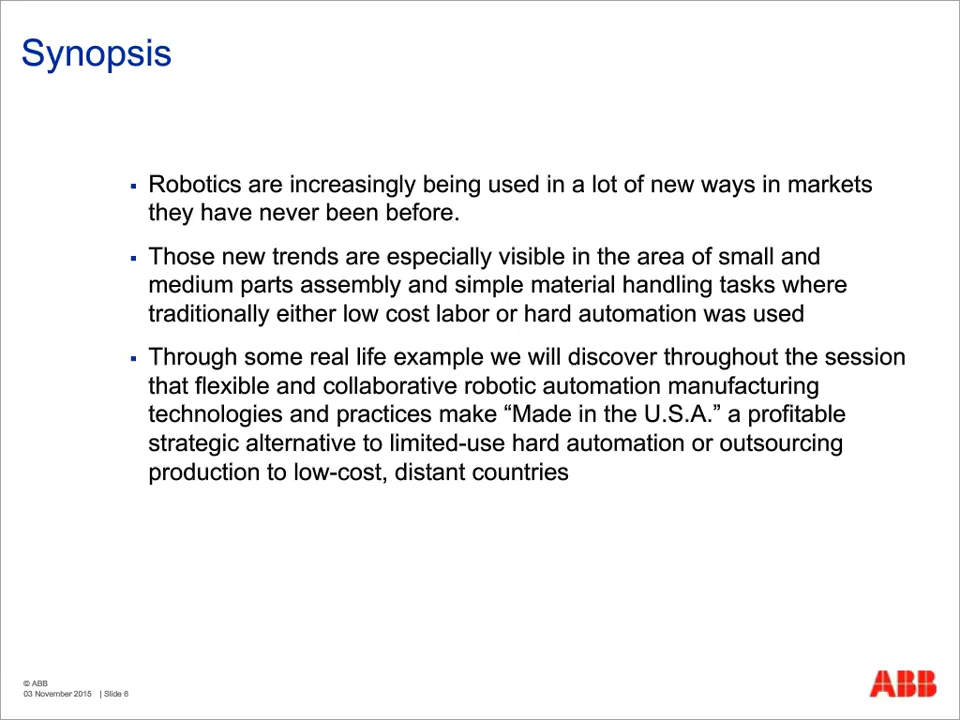 Synopsis
▪ Robotics are increasingly being used in a lot of new ways in markets
they have never been before.
▪ Those new trends are especially visible in the area of small and
medium parts assembly and simple material handling tasks where
traditionally either low cost labor or hard automation was used
▪ Through some real life example we will discover throughout the session
that flexible and collaborative robotic automation manufacturing
technologies and practices make “Made in the U.S.A.” a profitable
strategic alternative to limited-use hard automation or outsourcing
production to low-cost, distant countries
© ABB
03 November 2015 | Slide 6
ABB